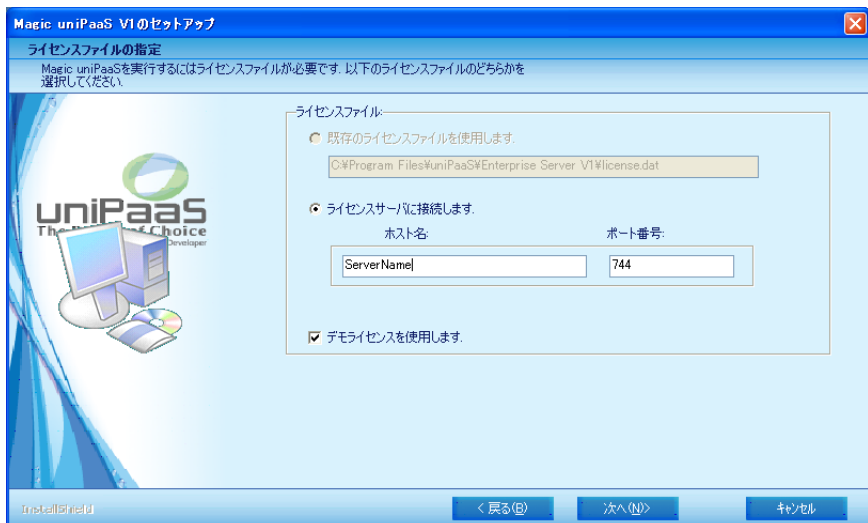 Magic uniPaaS V1のセットアップ
ライセンスファイルの指定
Magic uniPaaSを実行するにはライセンスファイルが必要です. 以下のライセンスファイルのどちらかを
選択してください.
ライセンスファイル:
既存のライセンスファイルを使用します.
C:¥Program Files¥uniPaaS¥Enterprise Server V1¥license.dat
ライセンスサーバに接続します.
ホスト名:
ポート番号:
ServerName
744
デモライセンスを使用します.
uniPaaS
The of Choice
Developer
InstallShield
< 戻る(B)
次へ(N)>
キャンセル